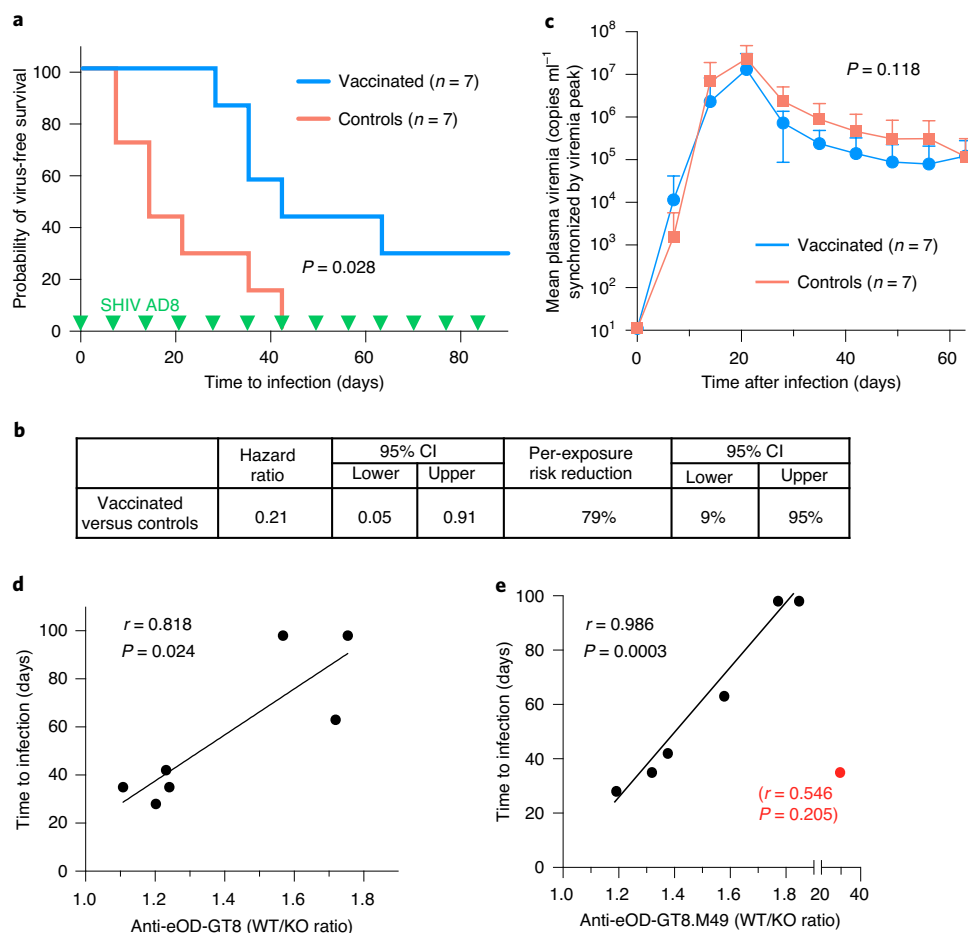 a
100
80
60
40
20
0
Probability of virus-free survival
Vaccinated (n = 7)
Controls (n = 7)
P = 0.028
SHIV AD8
0 20 40 60 80
Time to infection (days)
c
10^8
10^7
10^6
10^5
10^4
10^3
10^2
10^1
Mean plasma viremia (copies ml^−1
synchronized by viremia peak)
P = 0.118
Vaccinated (n = 7)
Controls (n = 7)
0 20 40 60
Time after infection (days)
b
Hazard ratio
95% CI
Lower Upper
Per-exposure risk reduction
95% CI
Lower Upper
Vaccinated versus controls
0.21 0.05 0.91 79% 9% 95%
d
r = 0.818
P = 0.024
100
80
60
40
20
0
Time to infection (days)
1.0 1.2 1.4 1.6 1.8
Anti-eOD-GT8 (WT/KO ratio)
e
r = 0.986
P = 0.0003
100
80
60
40
20
0
Time to infection (days)
(r = 0.546
P = 0.205)
1.0 1.2 1.4 1.6 1.8 20 40
Anti-eOD-GT8.M49 (WT/KO ratio)